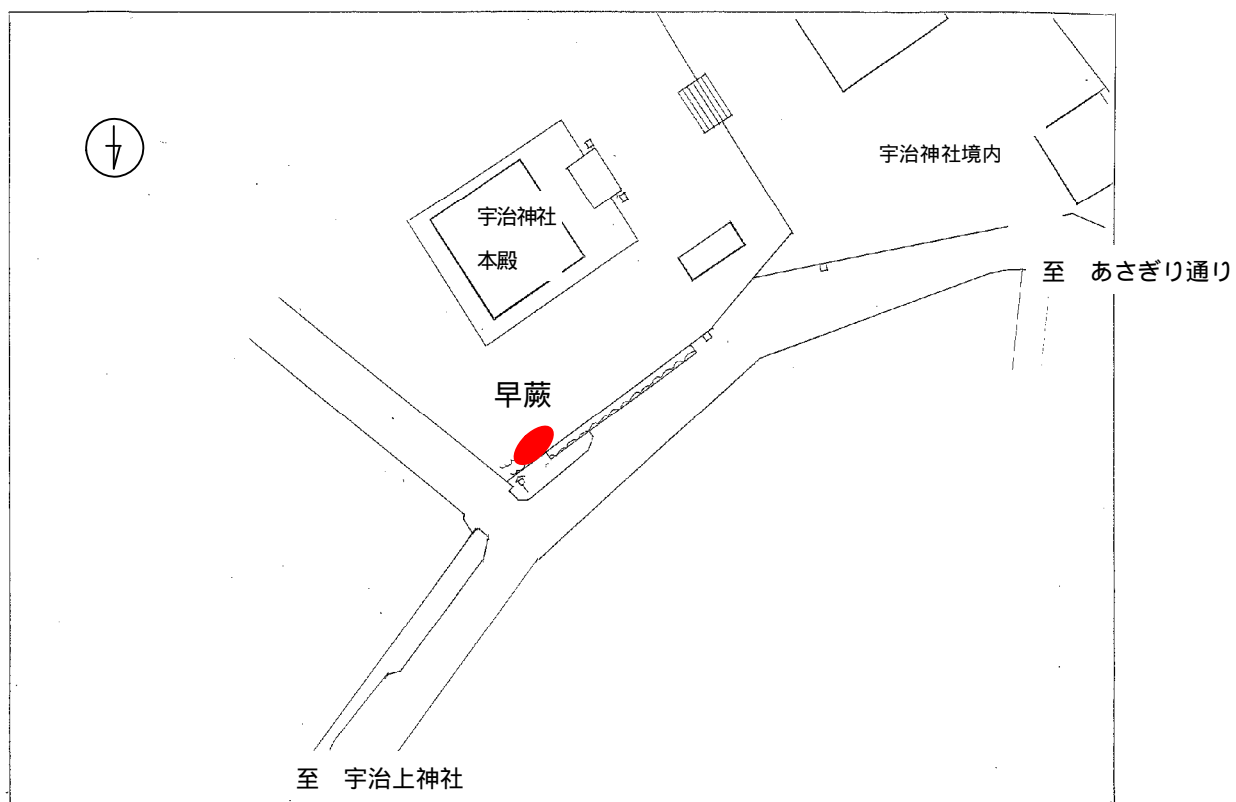 宇治神社境内
宇治神社
本殿
至　あさぎり通り
早蕨
至　宇治上神社